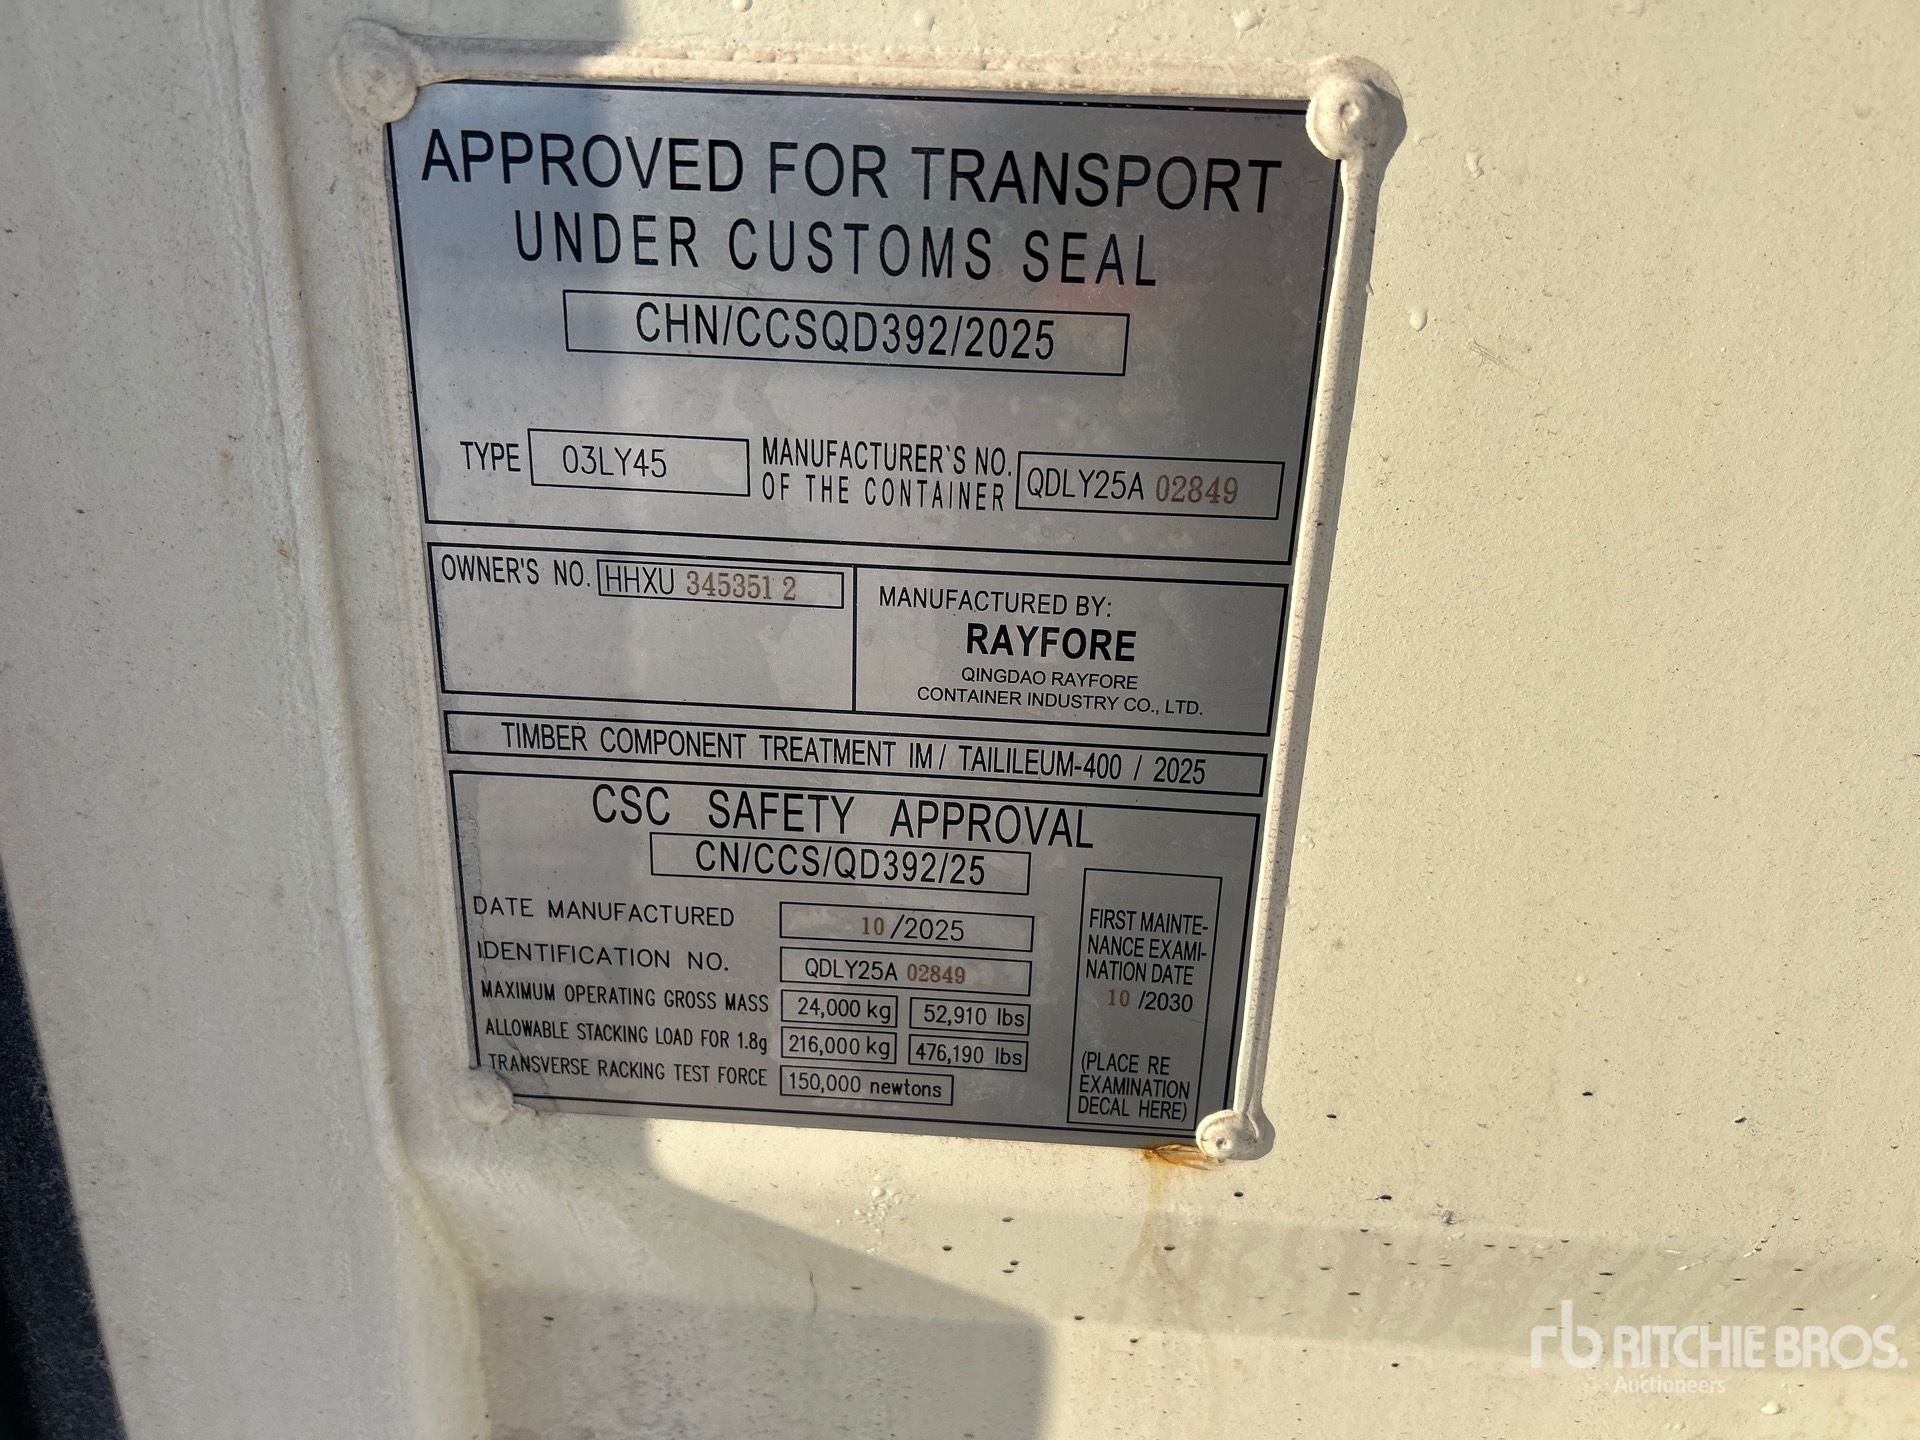 APPROVED FOR TRANSPORT
UNDER CUSTOMS SEAL
CHN/CCSQD392/2025
TYPE 03LY45 MANUFACTURER'S NO. OF THE CONTAINER QDLY25A 02849
OWNER'S NO. HHXU 345351 2
MANUFACTURED BY:
RAYFORE
QINGDAO RAYFORE
CONTAINER INDUSTRY CO., LTD.
TIMBER COMPONENT TREATMENT IM / TAILILEUM-400 / 2025
CSC SAFETY APPROVAL
CN/CCS/QD392/25
DATE MANUFACTURED 10 /2025
IDENTIFICATION NO. QDLY25A 02849
MAXIMUM OPERATING GROSS MASS 24,000 kg 52,910 lbs
ALLOWABLE STACKING LOAD FOR 1.8g 216,000 kg 476,190 lbs
TRANSVERSE RACKING TEST FORCE 150,000 newtons
FIRST MAINTE-
NANCE EXAMI-
NATION DATE
10 /2030
(PLACE RE
EXAMINATION
DECAL HERE)
rb RITCHIE BROS.
Auctioneers